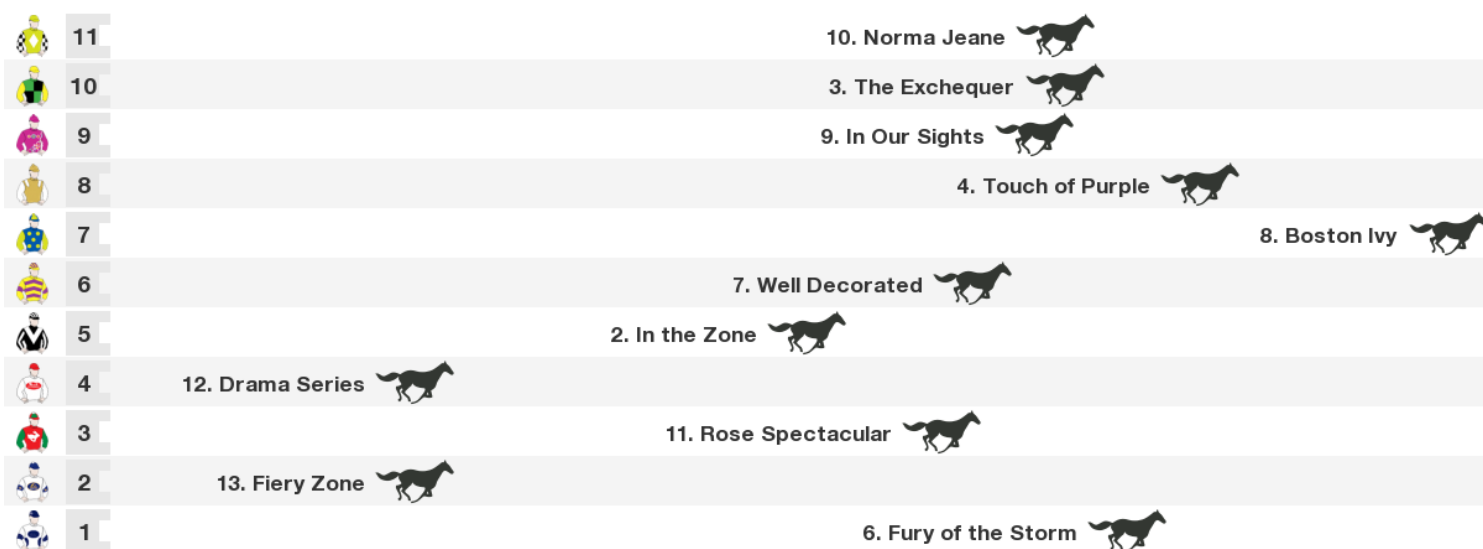 11 10. Norma Jeane
10 3. The Exchequer
9 9. In Our Sights
8 4. Touch of Purple
7 8. Boston Ivy
6 7. Well Decorated
5 2. In the Zone
4 12. Drama Series
3 11. Rose Spectacular
2 13. Fiery Zone
1 6. Fury of the Storm